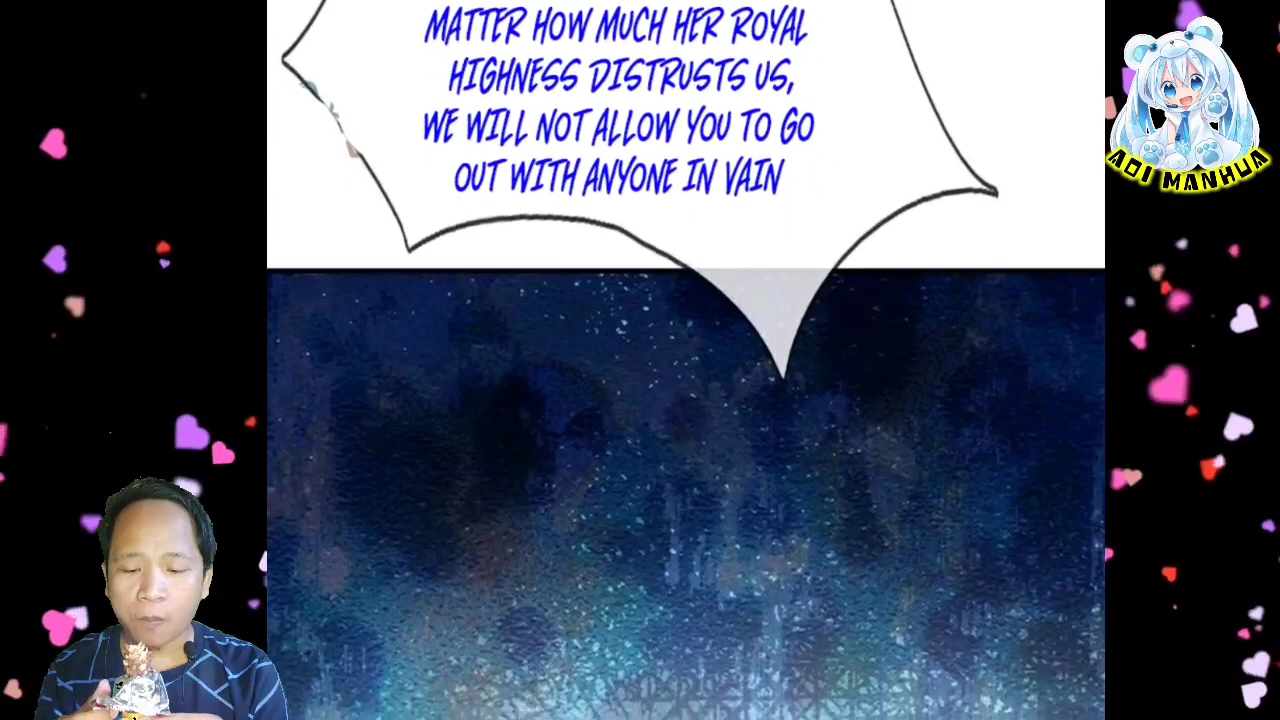 MATTER HOW MUCH HER ROYAL
HIGHNESS DISTRUSTS US,
WE WILL NOT ALLOW YOU TO GO
OUT WITH ANYONE IN VAIN
AOI MANHUA